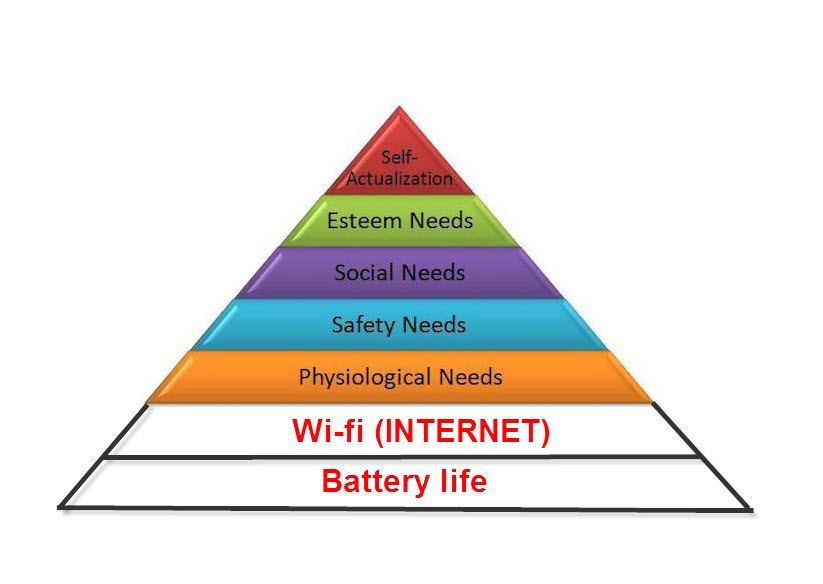 Self-
Actualization
Esteem Needs
Social Needs
Safety Needs
Physiological Needs
Wi-fi (INTERNET)
Battery life